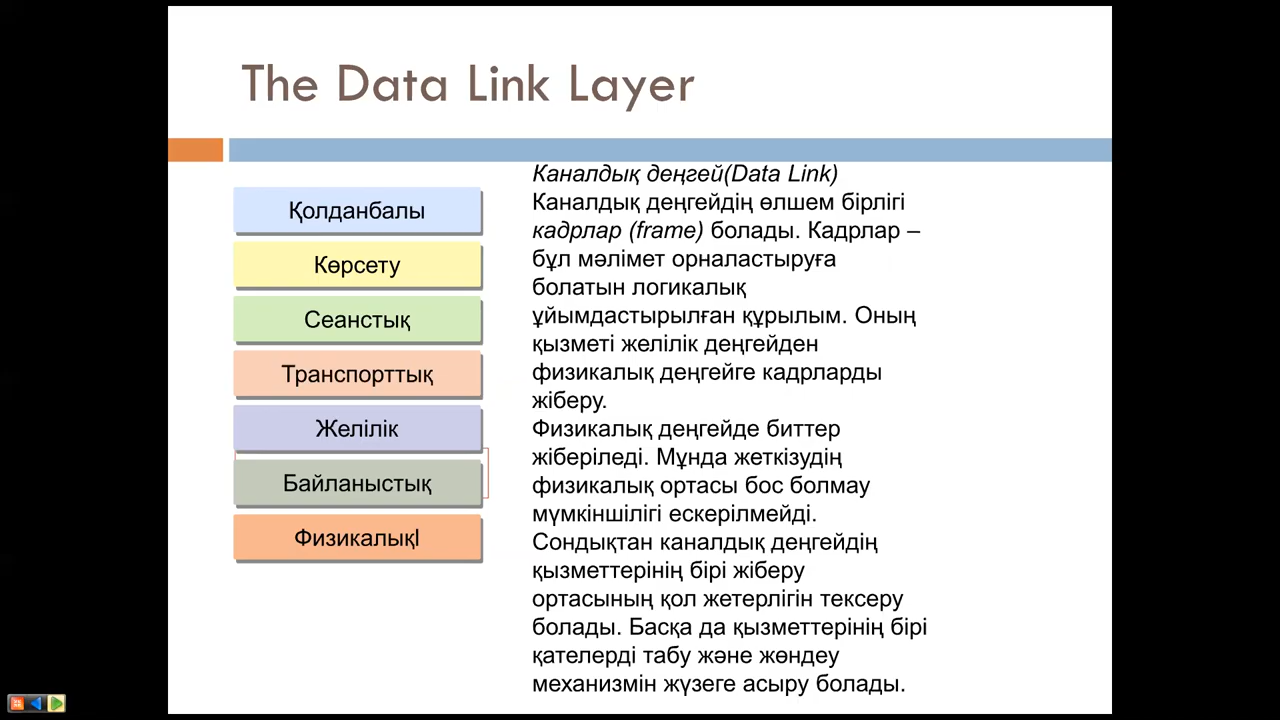 The Data Link Layer
Қолданбалы
Көрсету
Сеанстық
Транспорттық
Желілік
Байланыстық
Физикалықl
Каналдық деңгей(Data Link)
Каналдық деңгейдің өлшем бірлігі
кадрлар (frame) болады. Кадрлар –
бұл мәлімет орналастыруға
болатын логикалық
ұйымдастырылған құрылым. Оның
қызметі желілік деңгейден
физикалық деңгейге кадрларды
жіберу.
Физикалық деңгейде биттер
жіберіледі. Мұнда жеткізудің
физикалық ортасы бос болмау
мүмкіншілігі ескерілмейді.
Сондықтан каналдық деңгейдің
қызметтерінің бірі жіберу
ортасының қол жетерлігін тексеру
болады. Басқа да қызметтерінің бірі
қателерді табу және жөндеу
механизмін жүзеге асыру болады.